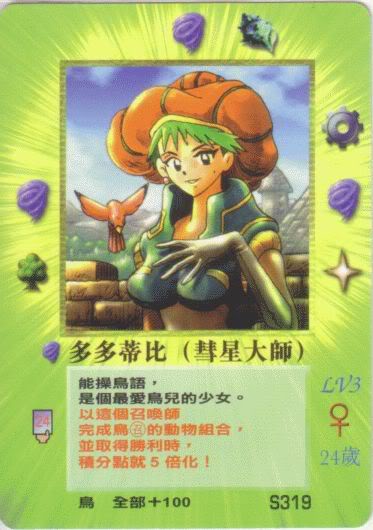 多多蒂比（彗星大師）
能操鳥語，
是個最愛鳥兒的少女。
以這個召喚師
完成鳥㊁的動物組合，
並取得勝利時，
積分點就5倍化！
LV3
♀
24歲
24
鳥 全部＋100
S319